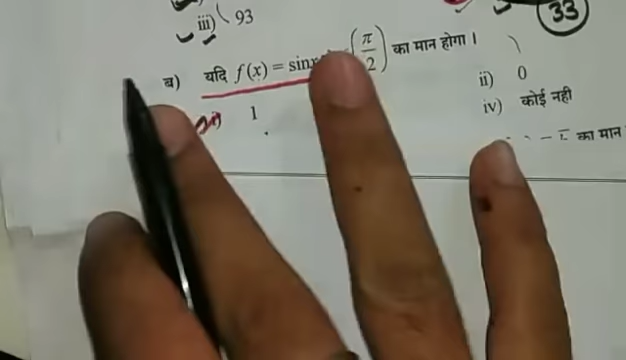 iii) 93
33
ब) यदि f(x) = sinx (π/2) का मान होगा ।
ii) 0
i) 1
iv) कोई नही
का मान